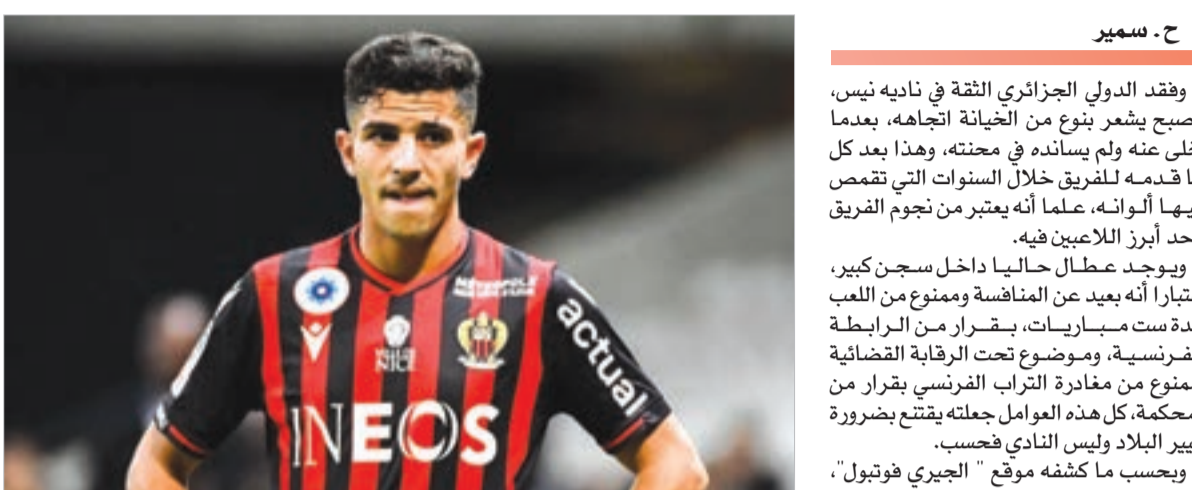 ح. سمير
وفقد الدولي الجزائري الثقة في ناديه نيس،
صبح يشعر بنوع من الخيانة اتجاهه، بعدما
خلى عنه ولم يسانده في محنته، وهذا بعد كل
ا قدمه للفريق خلال السنوات التي تقمص
يها ألوانه، علما أنه يعتبر من نجوم الفريق
حد أبرز اللاعبين فيه.
ويوجد عطال حاليا داخل سجن كبير،
تبارا أنه بعيد عن المنافسة وممنوع من اللعب
دة ست مباريات، بقرار من الرابطة
فرنسية، وموضوع تحت الرقابة القضائية
منوع من مغادرة التراب الفرنسي بقرار من
محكمة، كل هذه العوامل جعلته يقتنع بضرورة
يير البلاد وليس النادي فحسب.
وبحسب ما كشفه موقع " الجيري فوتبول"،
MÉTROPOLE
NICE
actual
INEOS